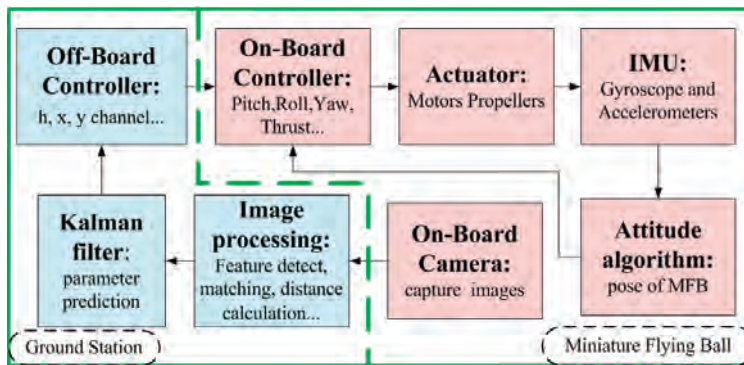 Off-Board
Controller:
h, x, y channel...
On-Board
Controller:
Pitch,Roll,Yaw,
Thrust...
Actuator:
Motors Propellers
IMU:
Gyroscope and
Accelerometers
Kalman
filter:
parameter
prediction
Image
processing:
Feature detect,
matching, distance
calculation...
On-Board
Camera:
capture images
Attitude
algorithm:
pose of MFB
Ground Station
Miniature Flying Ball